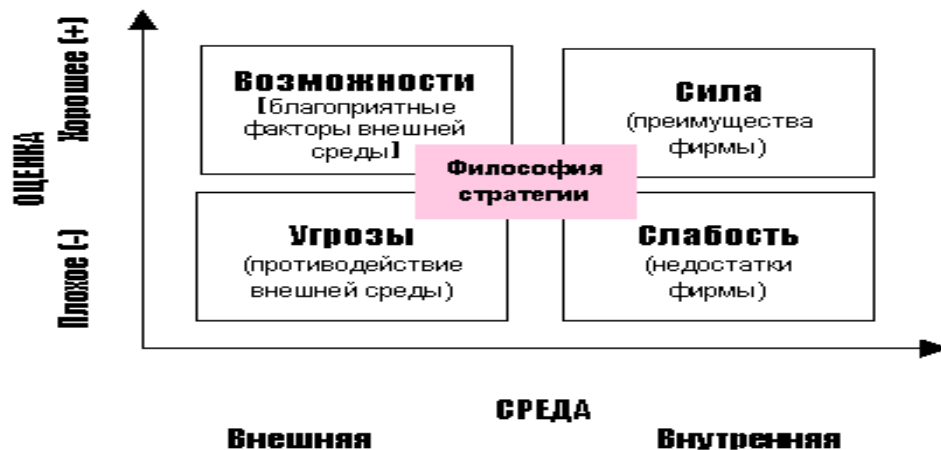 ОЦЕНКА
Хорошее (+)
Плохое (-)
Возможности
[благоприятные
факторы внешней
среды]
Сила
(преимущества
фирмы)
Философия
стратегии
Угрозы
(противодействие
внешней среды)
Слабость
(недостатки
фирмы)
СРЕДА
Внешняя
Внутренняя